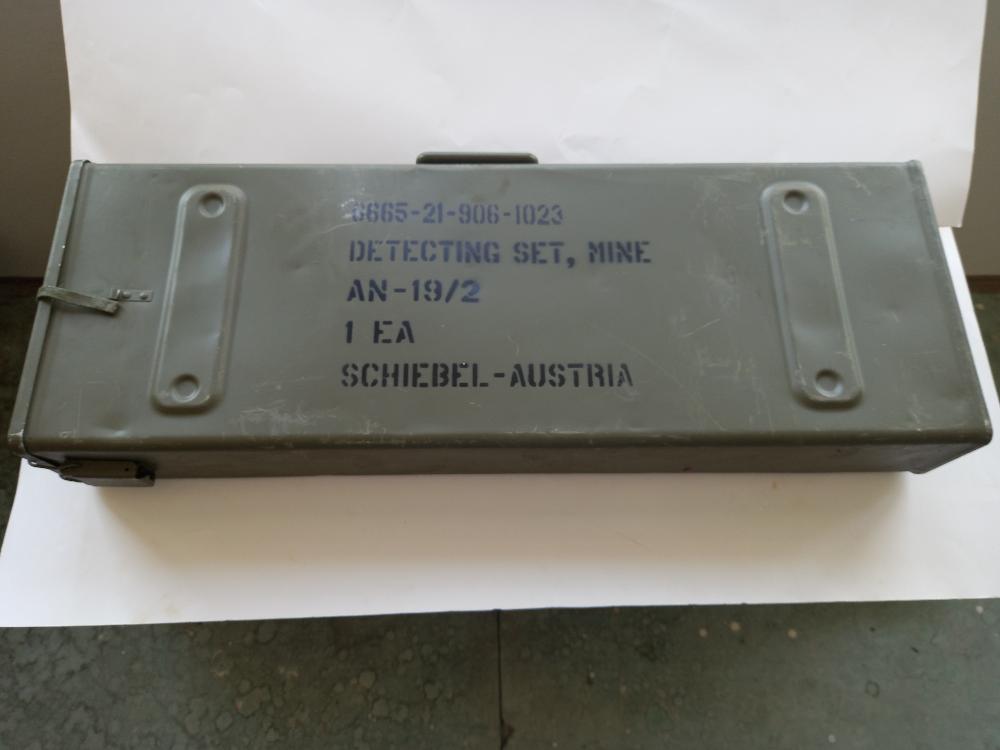 6665-21-906-1023
DETECTING SET, MINE
AN-19/2
1 EA
SCHIEBEL-AUSTRIA